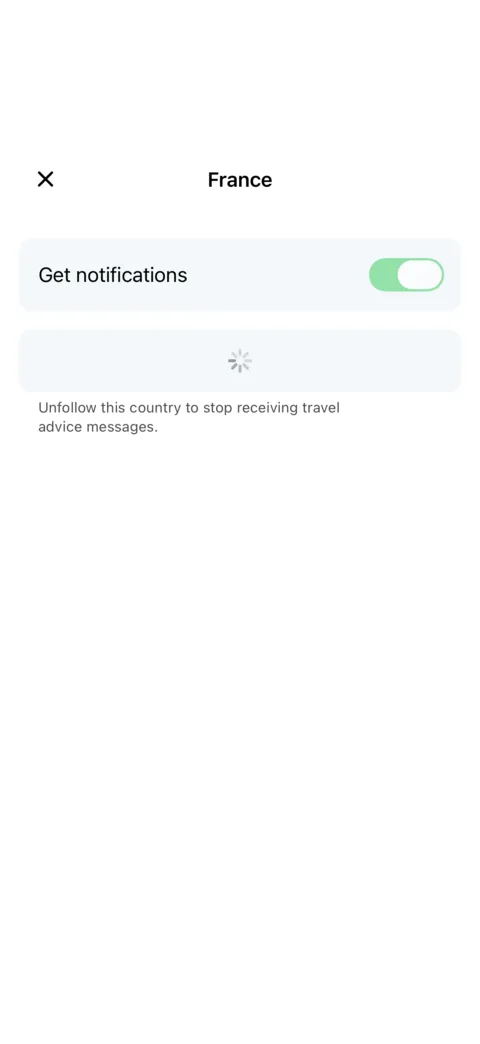 France
Get notifications
Unfollow this country to stop receiving travel
advice messages.